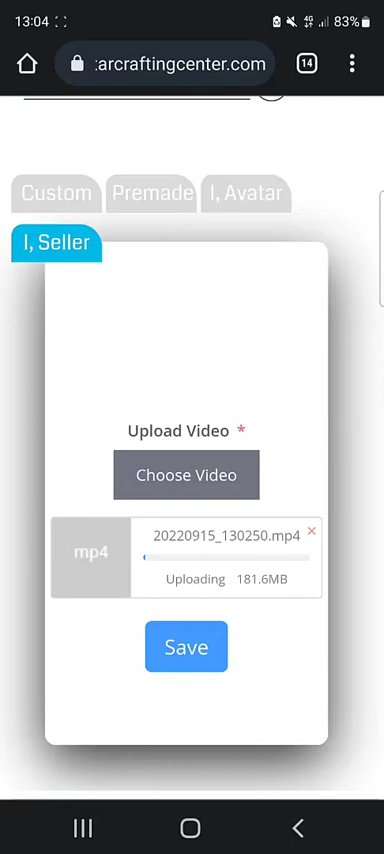 13:04
4G
83%
:arcraftingcenter.com
14
Custom
Premade
I, Avatar
I, Seller
Upload Video *
Choose Video
mp4
20220915_130250.mp4
Uploading 181.6MB
Save